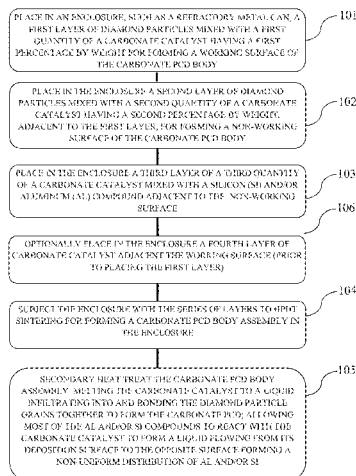 PLACE IN AN ENCLOSURE, SUCH AS A REFRACTORY METAL CAN, A
FIRST LAYER OF DIAMOND PARTICLES MIXED WITH A FIRST
QUANTITY OF A CARBONATE CATALYST HAVING A FIRST
PERCENTAGE BY WEIGHT FOR FORMING A WORKING SURFACE OF
THE CARBONATE PCD BODY
101
PLACE IN THE ENCLOSURE A SECOND LAYER OF DIAMOND
PARTICLES MIXED WITH A SECOND QUANTITY OF A CARBONATE
CATALYST HAVING A SECOND PERCENTAGE BY WEIGHT,
ADJACENT TO THE FIRST LAYER, FOR FORMING A NON-WORKING
SURFACE OF THE CARBONATE PCD BODY
102
PLACE IN THE ENCLOSURE A THIRD LAYER OF A THIRD QUANTITY
OF A CARBONATE CATALYST MIXED WITH A SILICON (SI) AND/OR
ALUMINUM (AL) COMPOUND ADJACENT TO THE NON-WORKING
SURFACE
103
106
OPTIONALLY PLACE IN THE ENCLOSURE A FOURTH LAYER OF
CARBONATE CATALYST ADJACENT THE WORKING SURFACE (PRIOR
TO PLACING THE FIRST LAYER)
SUBJECT THE ENCLOSURE WITH THE SERIES OF LAYERS TO HPHT
SINTERING FOR FORMING A CARBONATE PCD BODY ASSEMBLY IN
THE ENCLOSURE
104
SECONDARY HEAT TREAT THE CARBONATE PCD BODY
ASSEMBLY, MELTING THE CARBONATE CATALYST TO A LIQUID
INFILTRATING INTO AND BONDING THE DIAMOND PARTICLE
GRAINS TOGETHER TO FORM THE CARBONATE PCD; ALLOWING
MOST OF THE AL AND/OR SI COMPOUNDS TO REACT WITH THE
CARBONATE CATALYST TO FORM A LIQUID FLOWING FROM ITS
DEPOSITION SURFACE TO THE OPPOSITE SURFACE FORMING A
NON UNIFORM DISTRIBUTION OF AL AND/OR SI
105